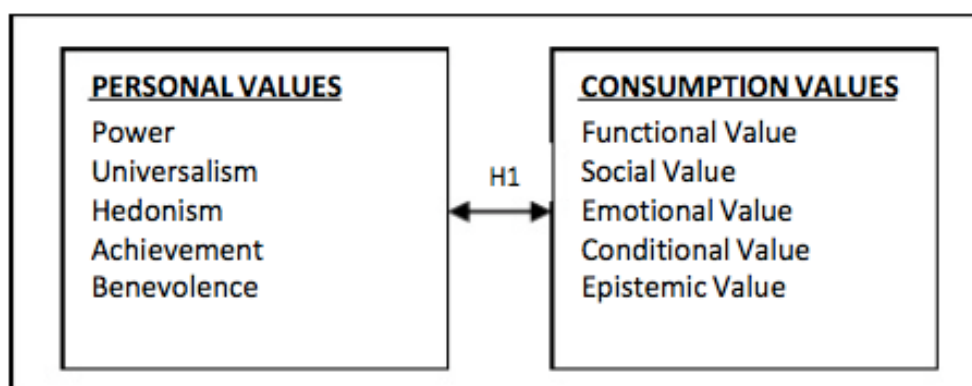 PERSONAL VALUES
Power
Universalism
Hedonism
Achievement
Benevolence
H1
CONSUMPTION VALUES
Functional Value
Social Value
Emotional Value
Conditional Value
Epistemic Value